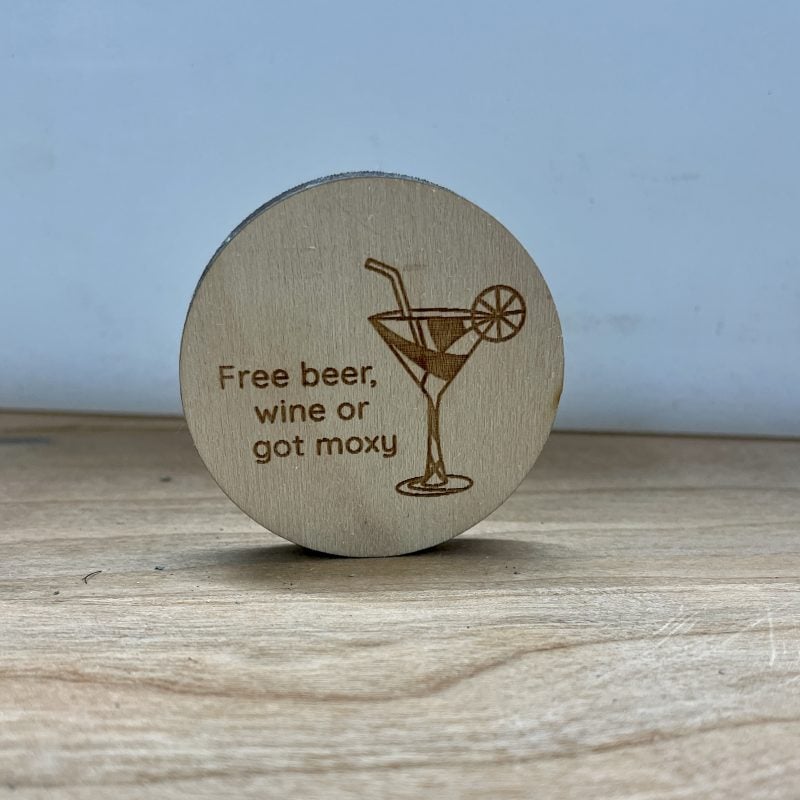 Free beer,
wine or
got moxy